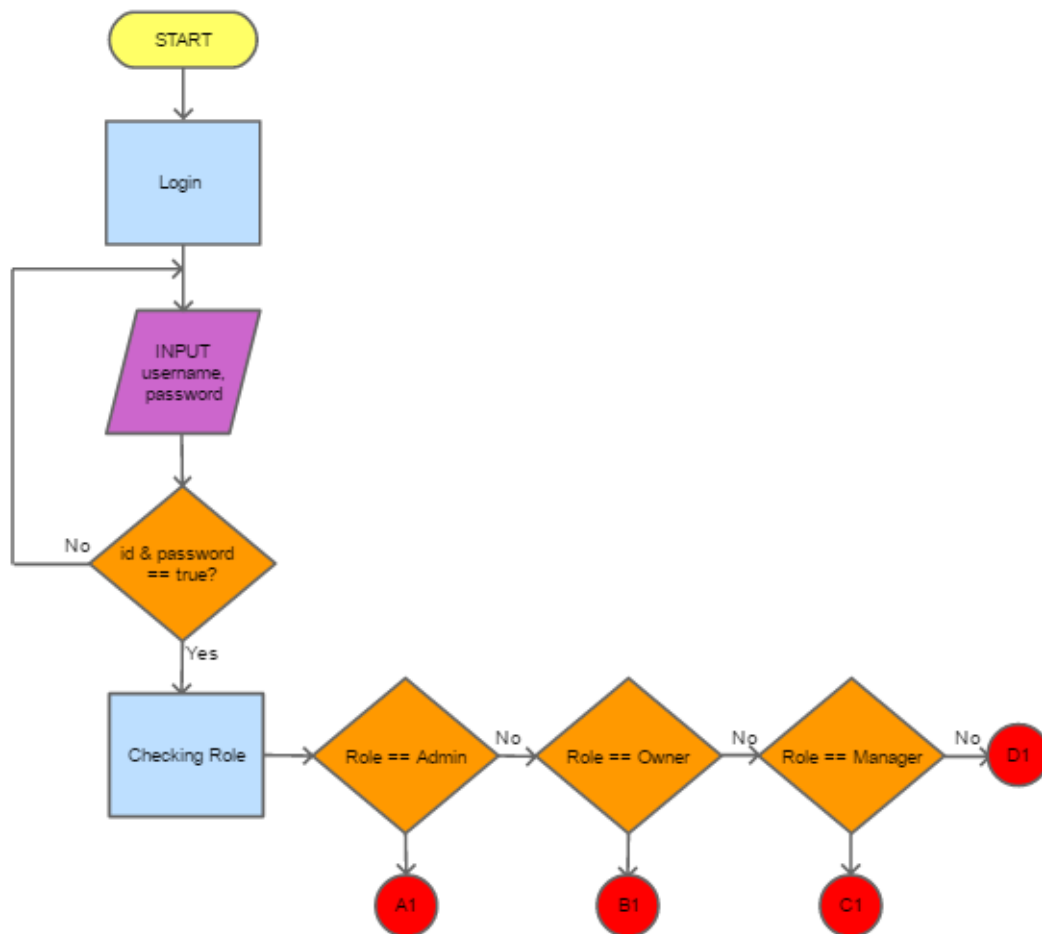 START
Login
INPUT
username,
password
No
id & password
== true?
Yes
Checking Role
Role == Admin
No
Role == Owner
No
Role == Manager
No
D1
A1
B1
C1